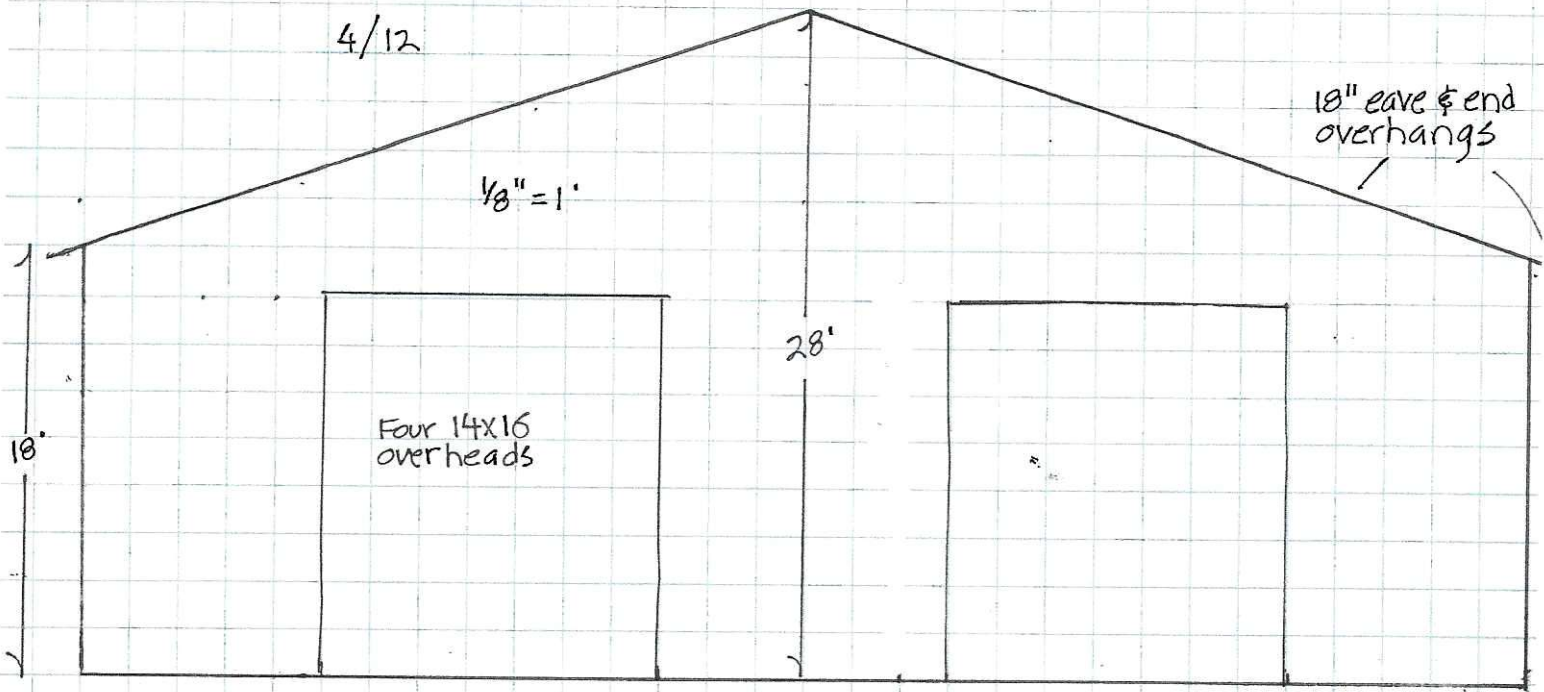 4/12
18" eave & end
overhangs
1/8" = 1'
28'
Four 14x16
overheads
18'